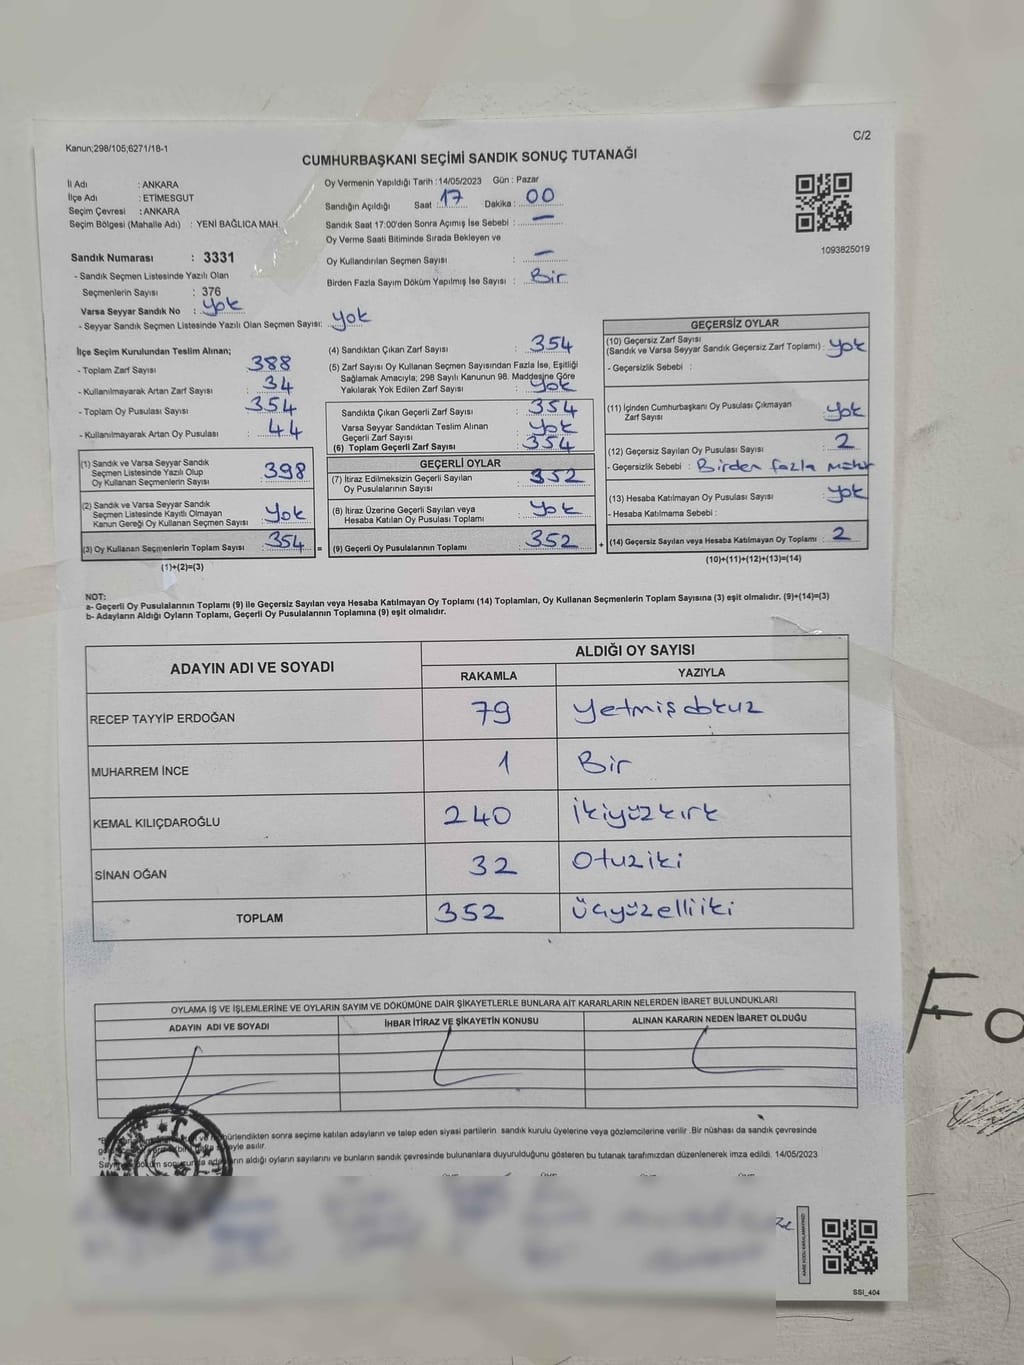 C/2
Kanun;298/105;6271/18-1
CUMHURBAŞKANI SEÇİMİ SANDIK SONUÇ TUTANAĞI
İl Adı : ANKARA
İlçe Adı : ETİMESGUT
Seçim Çevresi : ANKARA
Seçim Bölgesi (Mahalle Adı) : YENİ BAĞLICA MAH.
Sandık Numarası : 3331
- Sandık Seçmen Listesinde Yazılı Olan
Seçmenlerin Sayısı : 376
Varsa Seyyar Sandık No : Yok
- Seyyar Sandık Seçmen Listesinde Yazılı Olan Seçmen Sayısı: Yok
Oy Vermenin Yapıldığı Tarih : 14/05/2023 Gün : Pazar
Sandığın Açıldığı Saat : 17 Dakika : 00
Sandık Saat 17:00'den Sonra Açımış İse Sebebi : —
Oy Verme Saati Bitiminde Sırada Bekleyen ve
Oy Kullandırılan Seçmen Sayısı : —
Birden Fazla Sayım Döküm Yapılmış İse Sayısı : Bir
1093825019
İlçe Seçim Kurulundan Teslim Alınan;
- Toplam Zarf Sayısı : 388
- Kullanılmayarak Artan Zarf Sayısı : 34
- Toplam Oy Pusulası Sayısı : 354
- Kullanılmayarak Artan Oy Pusulası : 44
(1) Sandık ve Varsa Seyyar Sandık
Seçmen Listesinde Yazılı Olup
Oy Kullanan Seçmenlerin Sayısı : 398
(2) Sandık ve Varsa Seyyar Sandık
Seçmen Listesinde Kayıtlı Olmayan
Kanun Gereği Oy Kullanan Seçmen Sayısı : Yok
(3) Oy Kullanan Seçmenlerin Toplam Sayısı : 354 =
(1)+(2)=(3)
(4) Sandıktan Çıkan Zarf Sayısı : 354
(5) Zarf Sayısı Oy Kullanan Seçmen Sayısından Fazla İse, Eşitliği
Sağlamak Amacıyla; 298 Sayılı Kanunun 98. Maddesine Göre
Yakılarak Yok Edilen Zarf Sayısı : Yok
Sandıkta Çıkan Geçerli Zarf Sayısı : 354
Varsa Seyyar Sandıktan Teslim Alınan
Geçerli Zarf Sayısı : Yok
(6) Toplam Geçerli Zarf Sayısı : 354
GEÇERLİ OYLAR
(7) İtiraz Edilmeksizin Geçerli Sayılan
Oy Pusulalarının Sayısı : 352
(8) İtiraz Üzerine Geçerli Sayılan veya
Hesaba Katılan Oy Pusulası Toplamı : Yok
(9) Geçerli Oy Pusulalarının Toplamı : 352 +
GEÇERSİZ OYLAR
(10) Geçersiz Zarf Sayısı
(Sandık ve Varsa Seyyar Sandık Geçersiz Zarf Toplamı) : Yok
- Geçersizlik Sebebi :
(11) İçinden Cumhurbaşkanı Oy Pusulası Çıkmayan
Zarf Sayısı : Yok
(12) Geçersiz Sayılan Oy Pusulası Sayısı : 2
- Geçersizlik Sebebi : Birden fazla mühür
(13) Hesaba Katılmayan Oy Pusulası Sayısı : Yok
- Hesaba Katılmama Sebebi :
(14) Geçersiz Sayılan veya Hesaba Katılmayan Oy Toplamı : 2
(10)+(11)+(12)+(13)=(14)
NOT:
a- Geçerli Oy Pusulalarının Toplamı (9) ile Geçersiz Sayılan veya Hesaba Katılmayan Oy Toplamı (14) Toplamları, Oy Kullanan Seçmenlerin Toplam Sayısına (3) eşit olmalıdır. (9)+(14)=(3)
b- Adayların Aldığı Oyların Toplamı, Geçerli Oy Pusulalarının Toplamına (9) eşit olmalıdır.
ADAYIN ADI VE SOYADI
ALDIĞI OY SAYISI
RAKAMLA YAZIYLA
RECEP TAYYİP ERDOĞAN 79 Yetmişdokuz
MUHARREM İNCE 1 Bir
KEMAL KILIÇDAROĞLU 240 İkiyüzkırk
SİNAN OĞAN 32 Otuziki
TOPLAM 352 Üçyüzelliiki
OYLAMA İŞ VE İŞLEMLERİNE VE OYLARIN SAYIM VE DÖKÜMÜNE DAİR ŞİKAYETLERLE BUNLARA AİT KARARLARIN NELERDEN İBARET BULUNDUKLARI
ADAYIN ADI VE SOYADI İHBAR İTİRAZ VE ŞİKAYETİN KONUSU ALINAN KARARIN NEDEN İBARET OLDUĞU
mühürlendikten sonra seçime katılan adayların ve talep eden siyasi partilerin sandık kurulu üyelerine veya gözlemcilerine verilir .Bir nüshası da sandık çevresinde
asılır.
Sayım döküm sonucunda adayların aldığı oyların sayılarını ve bunların sandık çevresinde bulunanlara duyurulduğunu gösteren bu tutanak tarafımızdan düzenlenerek imza edildi. 14/05/2023
SSI_404
Fo